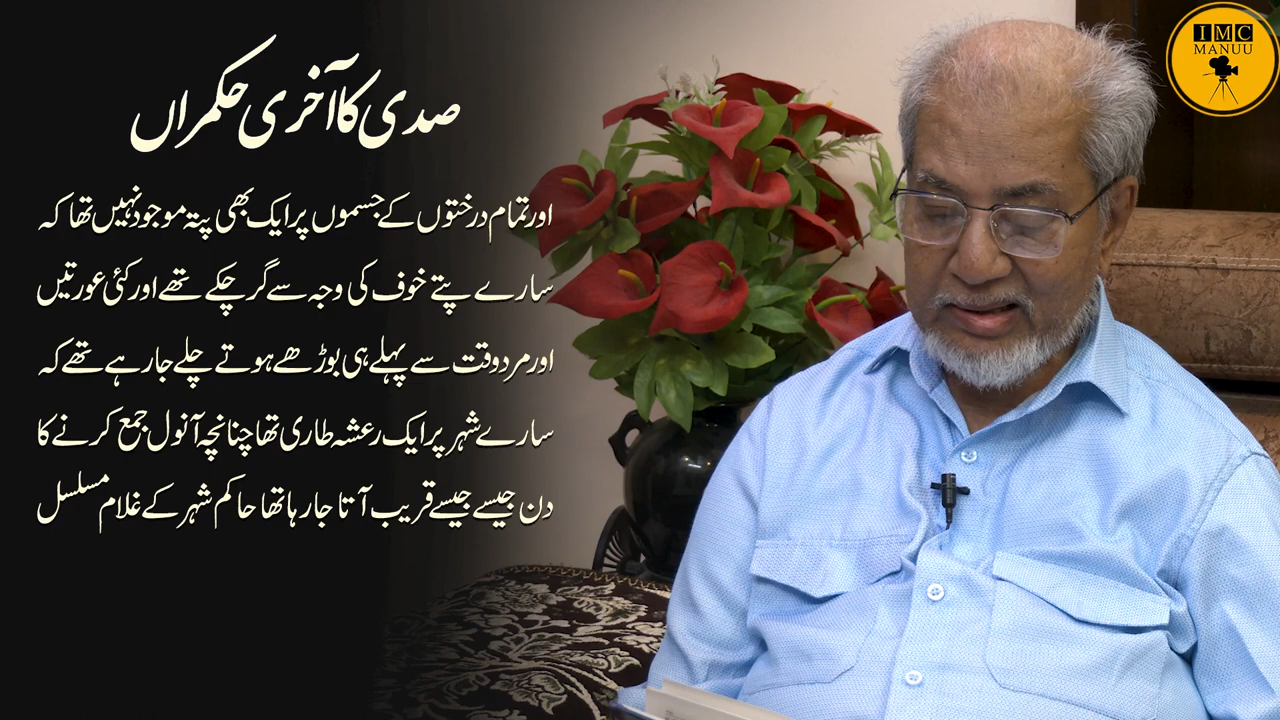 صدی کا آخری حکمراں
اور تمام درختوں کے جسموں پر ایک بھی پتہ موجود نہیں تھا کہ
سارے پتے خوف کی وجہ سے گر چکے تھے اور کئی عورتیں
اور مرد وقت سے پہلے ہی بوڑھے ہوتے چلے جا رہے تھے کہ
سارے شہر پر ایک رعشہ طاری تھا چنانچہ آنول جمع کرنے کا
دن جیسے جیسے قریب آتا جا رہا تھا حاکم شہر کے غلام مسلسل
IMC
MANUU